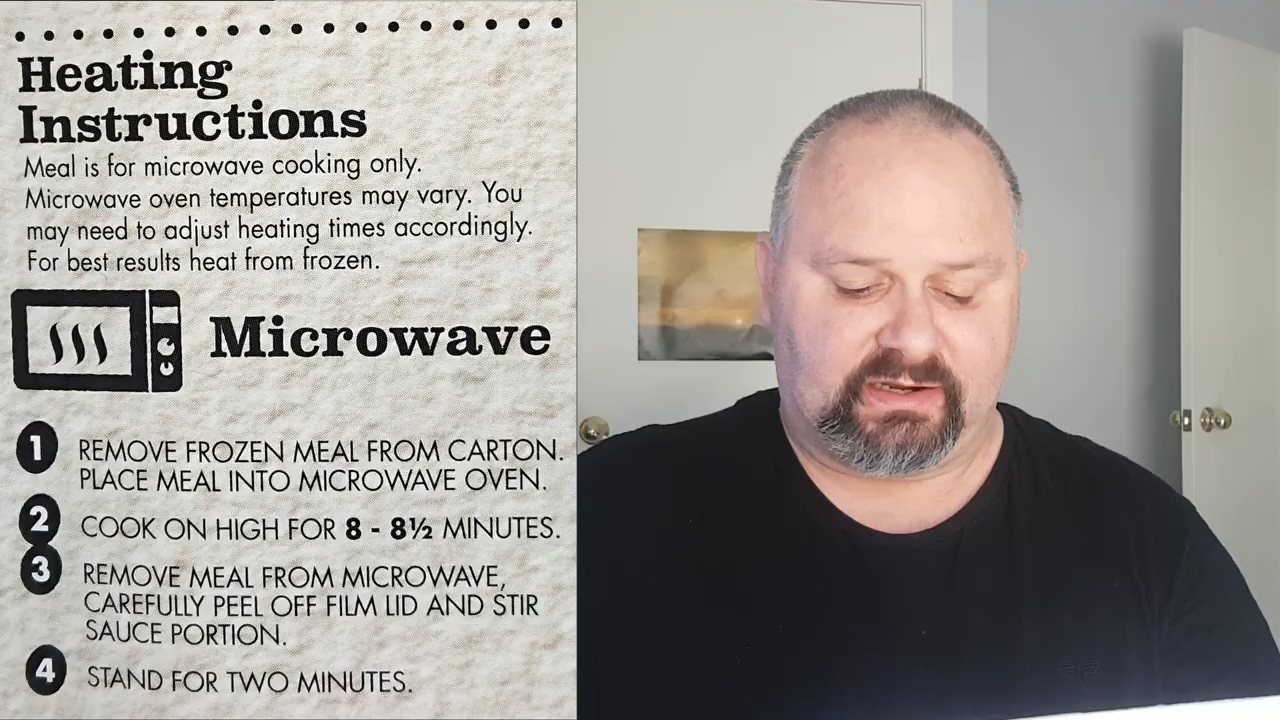 Heating
Instructions
Meal is for microwave cooking only.
Microwave oven temperatures may vary. You
may need to adjust heating times accordingly.
For best results heat from frozen.
Microwave
1 REMOVE FROZEN MEAL FROM CARTON.
PLACE MEAL INTO MICROWAVE OVEN.
2 COOK ON HIGH FOR 8 - 8½ MINUTES.
3 REMOVE MEAL FROM MICROWAVE,
CAREFULLY PEEL OFF FILM LID AND STIR
SAUCE PORTION.
4 STAND FOR TWO MINUTES.